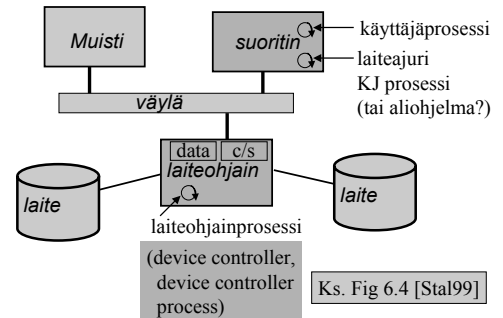 Muisti
suoritin
käyttäjäprosessi
laiteajuri
KJ prosessi
(tai aliohjelma?)
väylä
data c/s
laiteohjain
laite
laite
laiteohjainprosessi
(device controller,
device controller
process)
Ks. Fig 6.4 [Stal99]